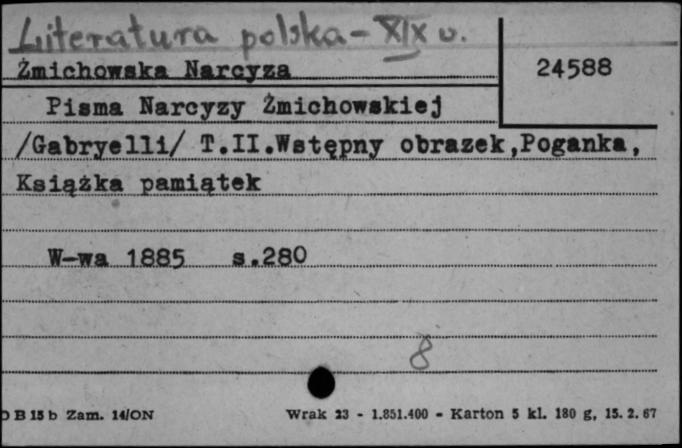 Literatura polska - XIX w.
Żmichowska Narcyza
24588
Pisma Narcyzy Żmichowskiej
/Gabryelli/ T.II.Wstępny obrazek,Poganka,
Książka pamiątek
W-wa 1885 s.280
8
B 15 b Zam. 14/ON
Wrak 23 - 1.851.400 - Karton 5 kl. 180 g, 15. 2. 67